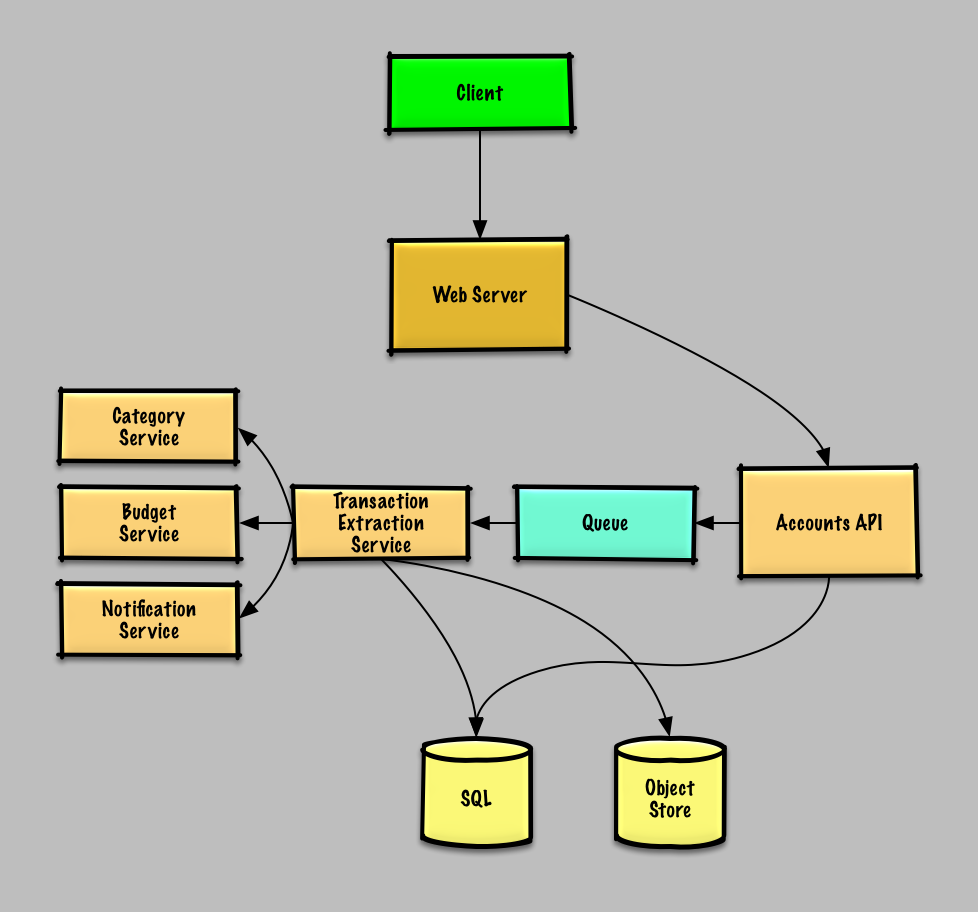 Client
Web Server
Category
Service
Budget
Service
Notification
Service
Transaction
Extraction
Service
Queue
Accounts API
SQL
Object
Store